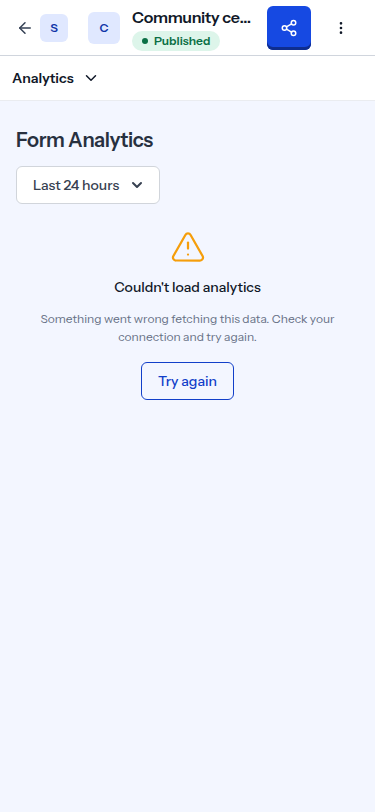 S
C
Community ce...
Published
Analytics
Form Analytics
Last 24 hours
Couldn't load analytics
Something went wrong fetching this data. Check your
connection and try again.
Try again